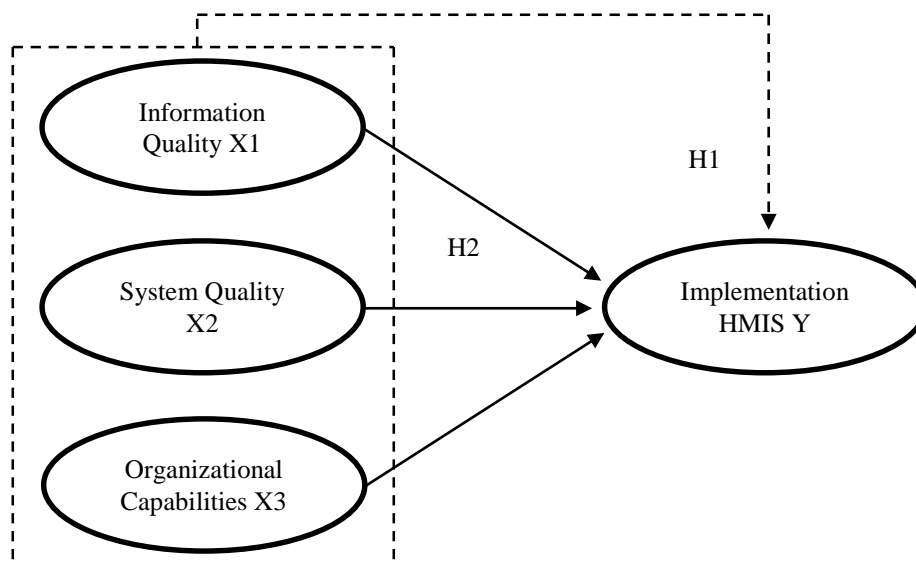 Information
Quality X1
H1
H2
System Quality
X2
Implementation
HMIS Y
Organizational
Capabilities X3